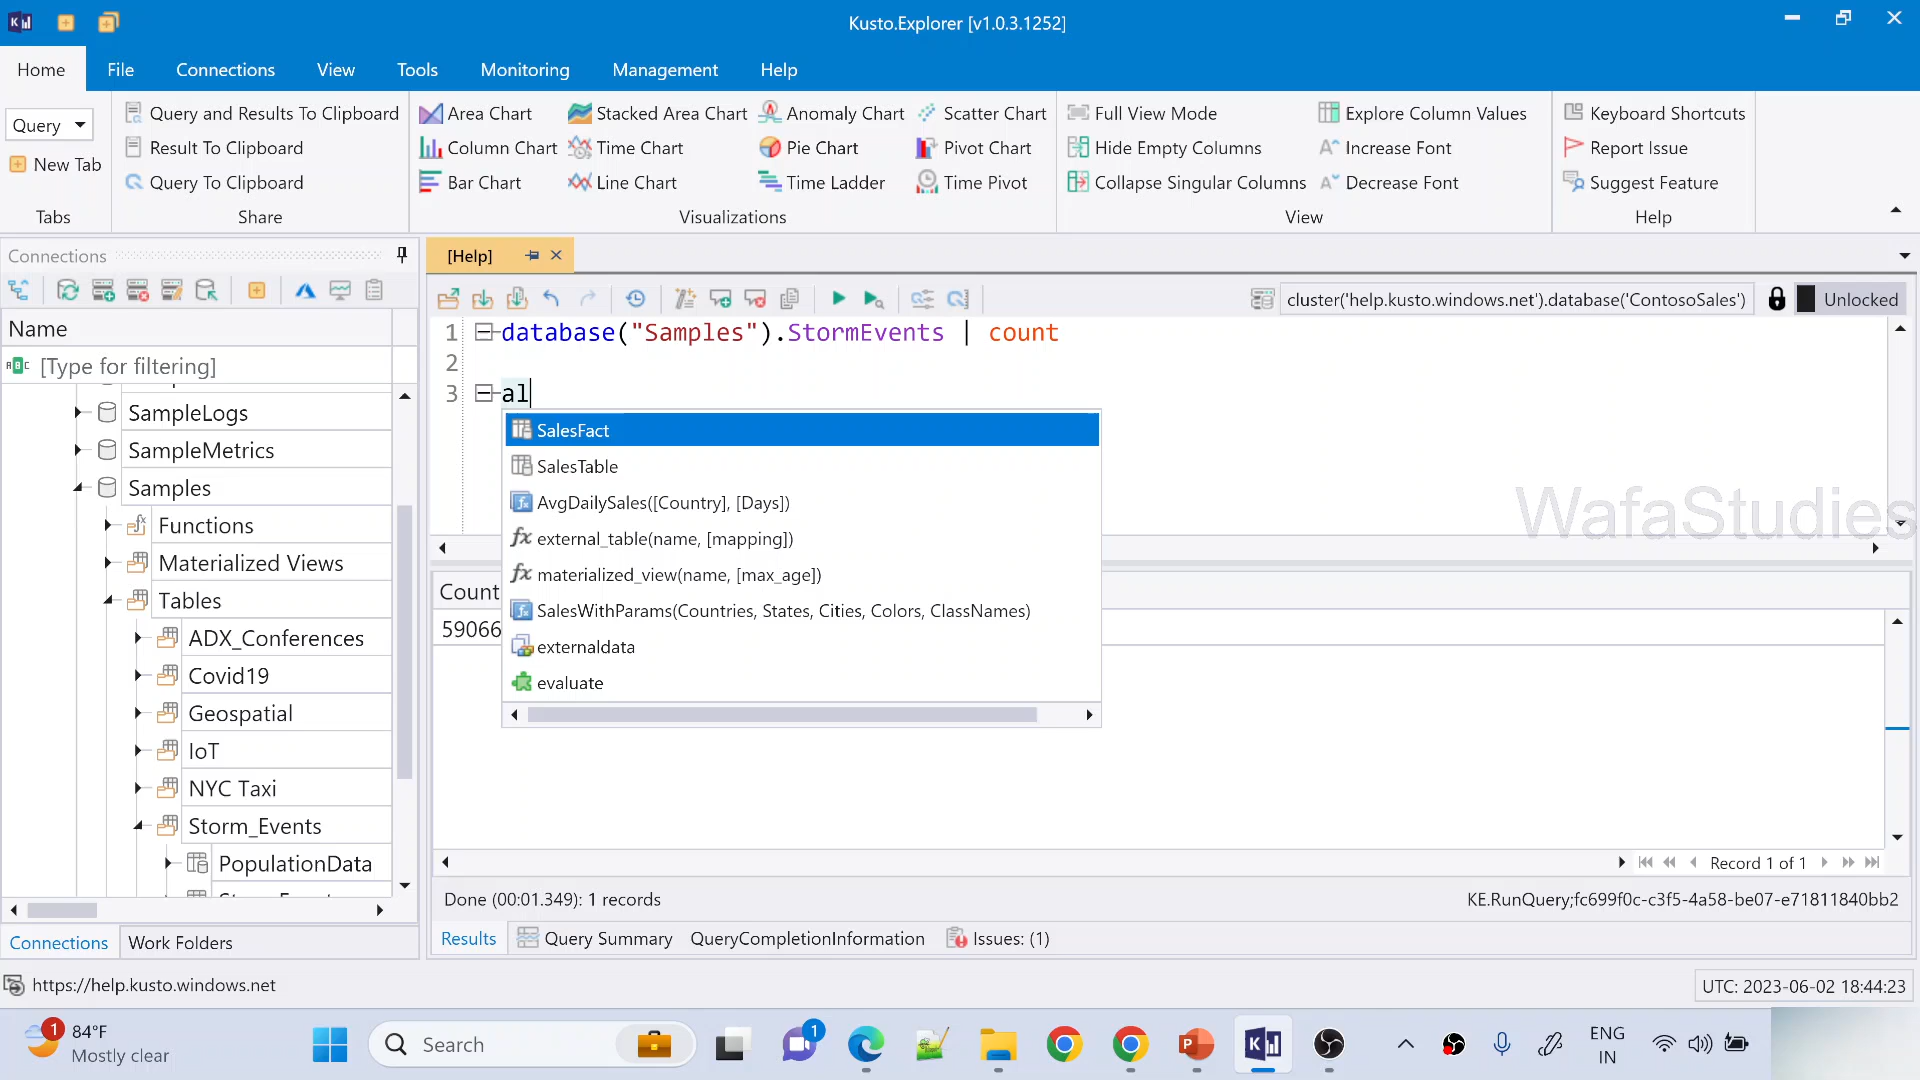 Kusto.Explorer [v1.0.3.1252]
Home File Connections View Tools Monitoring Management Help
Query
New Tab
Tabs
Query and Results To Clipboard
Result To Clipboard
Query To Clipboard
Share
Area Chart Stacked Area Chart Anomaly Chart Scatter Chart
Column Chart Time Chart Pie Chart Pivot Chart
Bar Chart Line Chart Time Ladder Time Pivot
Visualizations
Full View Mode Explore Column Values
Hide Empty Columns Increase Font
Collapse Singular Columns Decrease Font
View
Keyboard Shortcuts
Report Issue
Suggest Feature
Help
Connections
Name
[Type for filtering]
SampleLogs
SampleMetrics
Samples
Functions
Materialized Views
Tables
ADX_Conferences
Covid19
Geospatial
IoT
NYC Taxi
Storm_Events
PopulationData
Connections Work Folders
[Help]
cluster('help.kusto.windows.net').database('ContosoSales') Unlocked
1 database("Samples").StormEvents | count
2
3 al
SalesFact
SalesTable
AvgDailySales([Country], [Days])
external_table(name, [mapping])
materialized_view(name, [max_age])
SalesWithParams(Countries, States, Cities, Colors, ClassNames)
externaldata
evaluate
WafaStudies
Count
59066
Record 1 of 1
Done (00:01.349): 1 records KE.RunQuery;fc699f0c-c3f5-4a58-be07-e71811840bb2
Results Query Summary QueryCompletionInformation Issues: (1)
https://help.kusto.windows.net UTC: 2023-06-02 18:44:23
1 84°F
Mostly clear
Search
1
ENG
IN